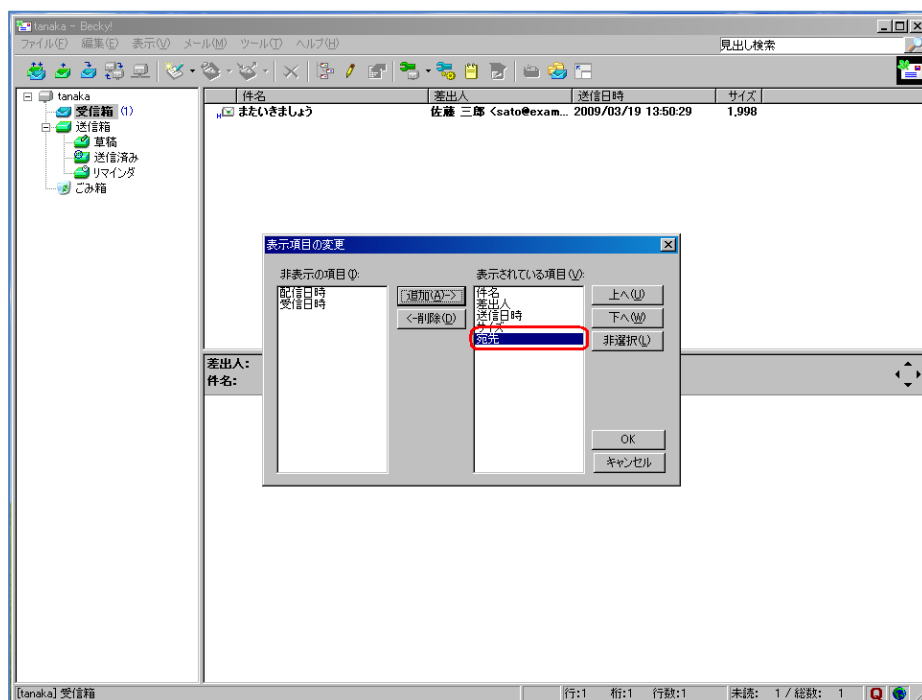 tanaka - Becky!
ファイル(F) 編集(E) 表示(V) メール(M) ツール(T) ヘルプ(H)
見出し検索
tanaka
受信箱 (1)
送信箱
草稿
送信済み
リマインダ
ごみ箱
件名 差出人 送信日時 サイズ
またいきましょう 佐藤 三郎 <sato@exam... 2009/03/19 13:50:29 1,998
表示項目の変更
非表示の項目(I): 表示されている項目(V):
配信日時
受信日時
追加(A)->
<-削除(D)
件名
差出人
送信日時
サイズ
宛先
上へ(U)
下へ(W)
非選択(L)
OK
キャンセル
差出人:
件名:
[tanaka] 受信箱 行:1 桁:1 行数:1 未読: 1 / 総数: 1 Q